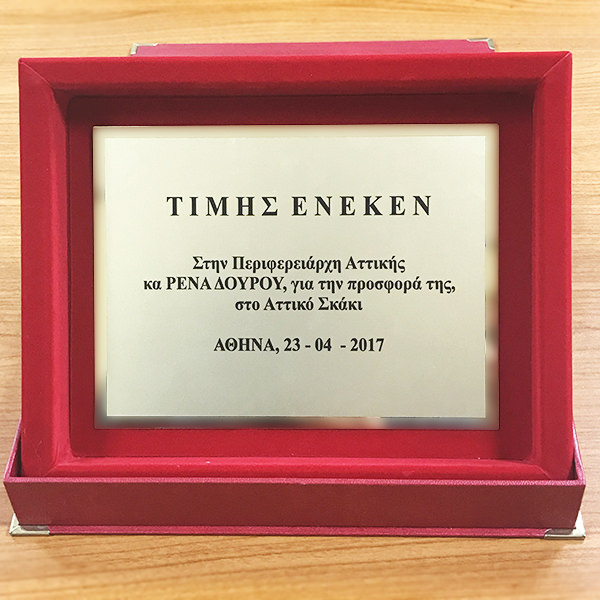 ΤΙΜΗΣ ΕΝΕΚΕΝ
Στην Περιφερειάρχη Αττικής
κα ΡΕΝΑ ΔΟΥΡΟΥ, για την προσφορά της,
στο Αττικό Σκάκι
ΑΘΗΝΑ, 23 - 04 - 2017